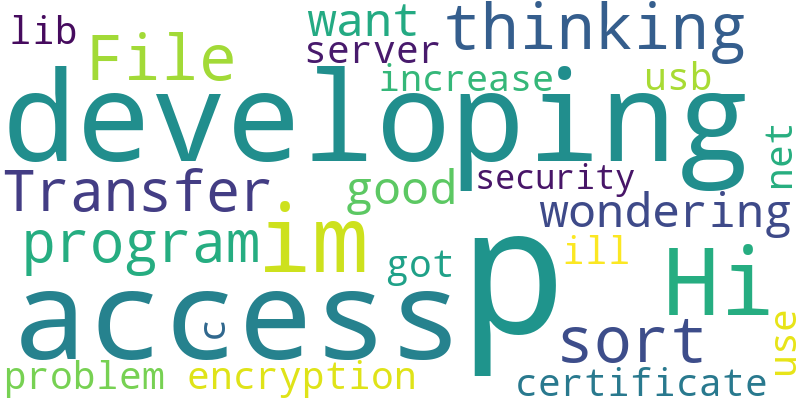 lib
File
want
server
thinking
increase
usb
developing
net
Transfer
good
security
wondering
program
im
got
p
ill
Hi
access
c
sort
use
problem
encryption
certificate